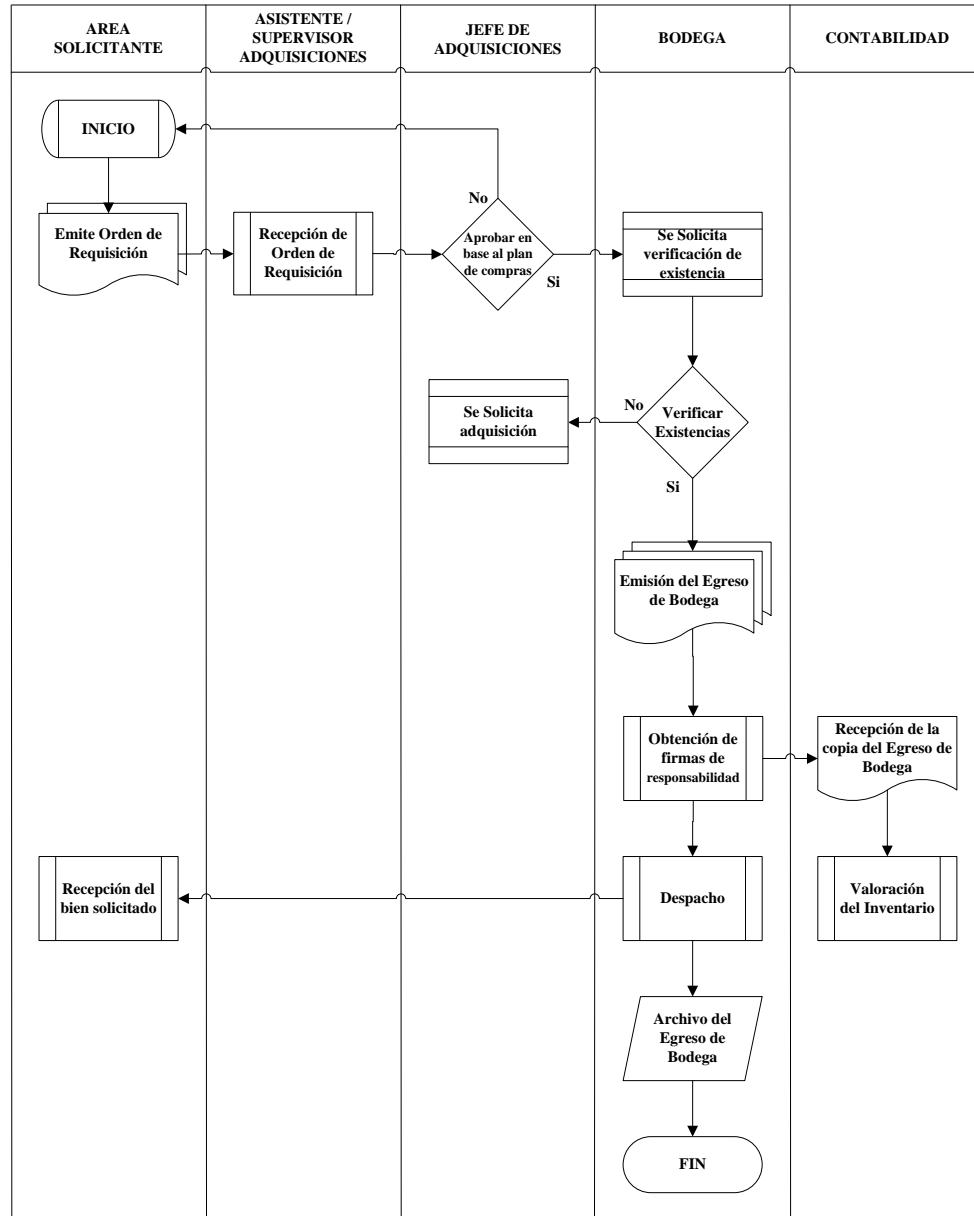 AREA
SOLICITANTE
ASISTENTE /
SUPERVISOR
ADQUISICIONES
JEFE DE
ADQUISICIONES
BODEGA
CONTABILIDAD
INICIO
Emite Orden de
Requisición
Recepción de
Orden de
Requisición
No
Aprobar en
base al plan
de compras
Si
Se Solicita
verificación de
existencia
Se Solicita
adquisición
No
Verificar
Existencias
Si
Emisión del Egreso
de Bodega
Obtención de
firmas de
responsabilidad
Recepción de la
copia del Egreso de
Bodega
Recepción del
bien solicitado
Despacho
Valoración
del Inventario
Archivo del
Egreso de
Bodega
FIN